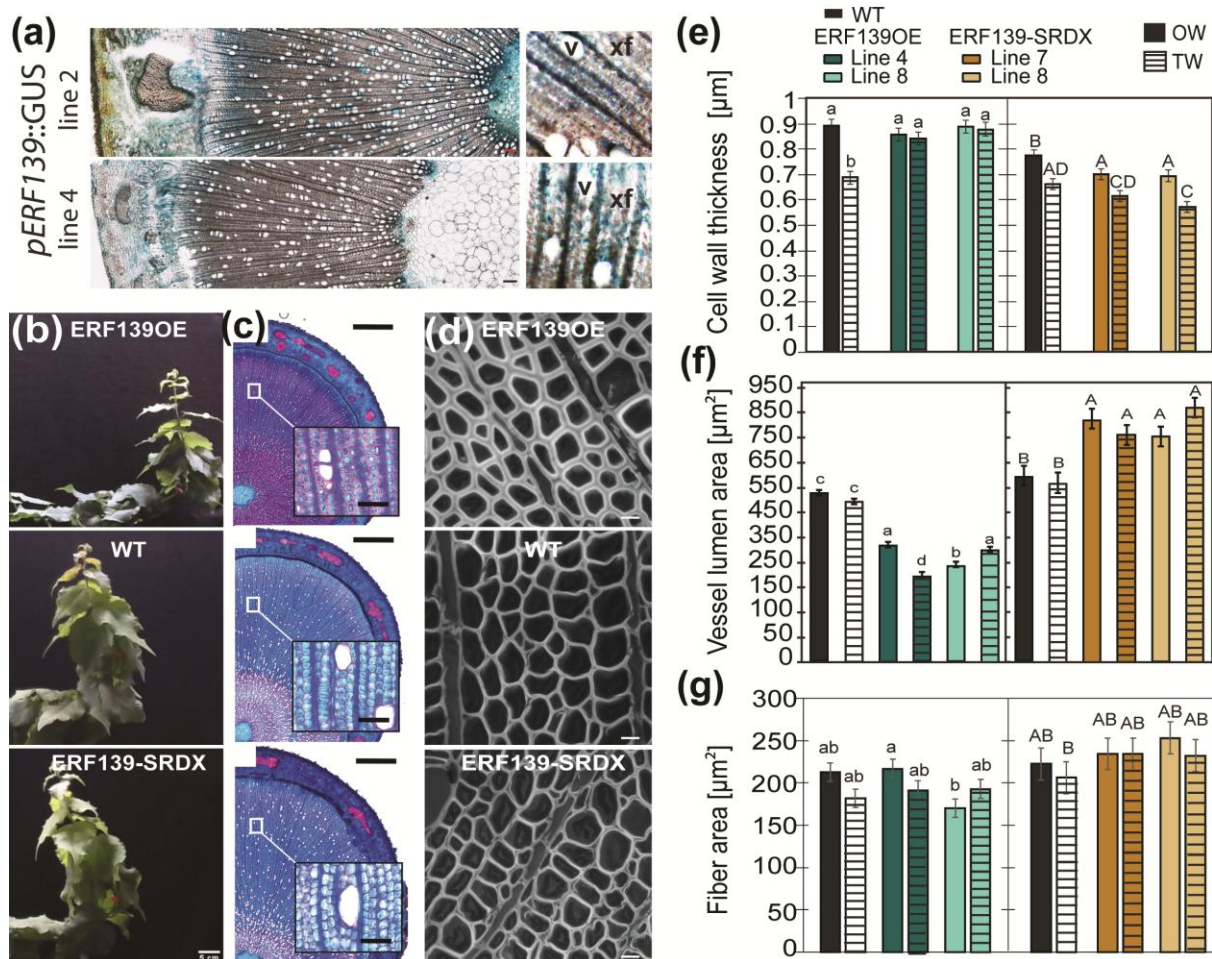 (a)
pERF139::GUS
line 2
line 4
v xf
v xf
(b)
ERF139OE
WT
ERF139-SRDX
5 cm
(c)
(d)
ERF139OE
WT
ERF139-SRDX
(e)
WT
ERF139OE ERF139-SRDX
Line 4 Line 7
Line 8 Line 8
OW
TW
Cell wall thickness [µm]
1
0.9
0.8
0.7
0.6
0.5
0.4
0.3
0.2
0.1
0
a b a a a a B AD A CD A C
(f)
Vessel lumen area [µm²]
950
850
750
650
550
450
350
250
150
50
c c a d b a B B A A A A
(g)
Fiber area [µm²]
300
250
200
150
100
50
0
ab ab a ab b ab AB B AB AB AB AB